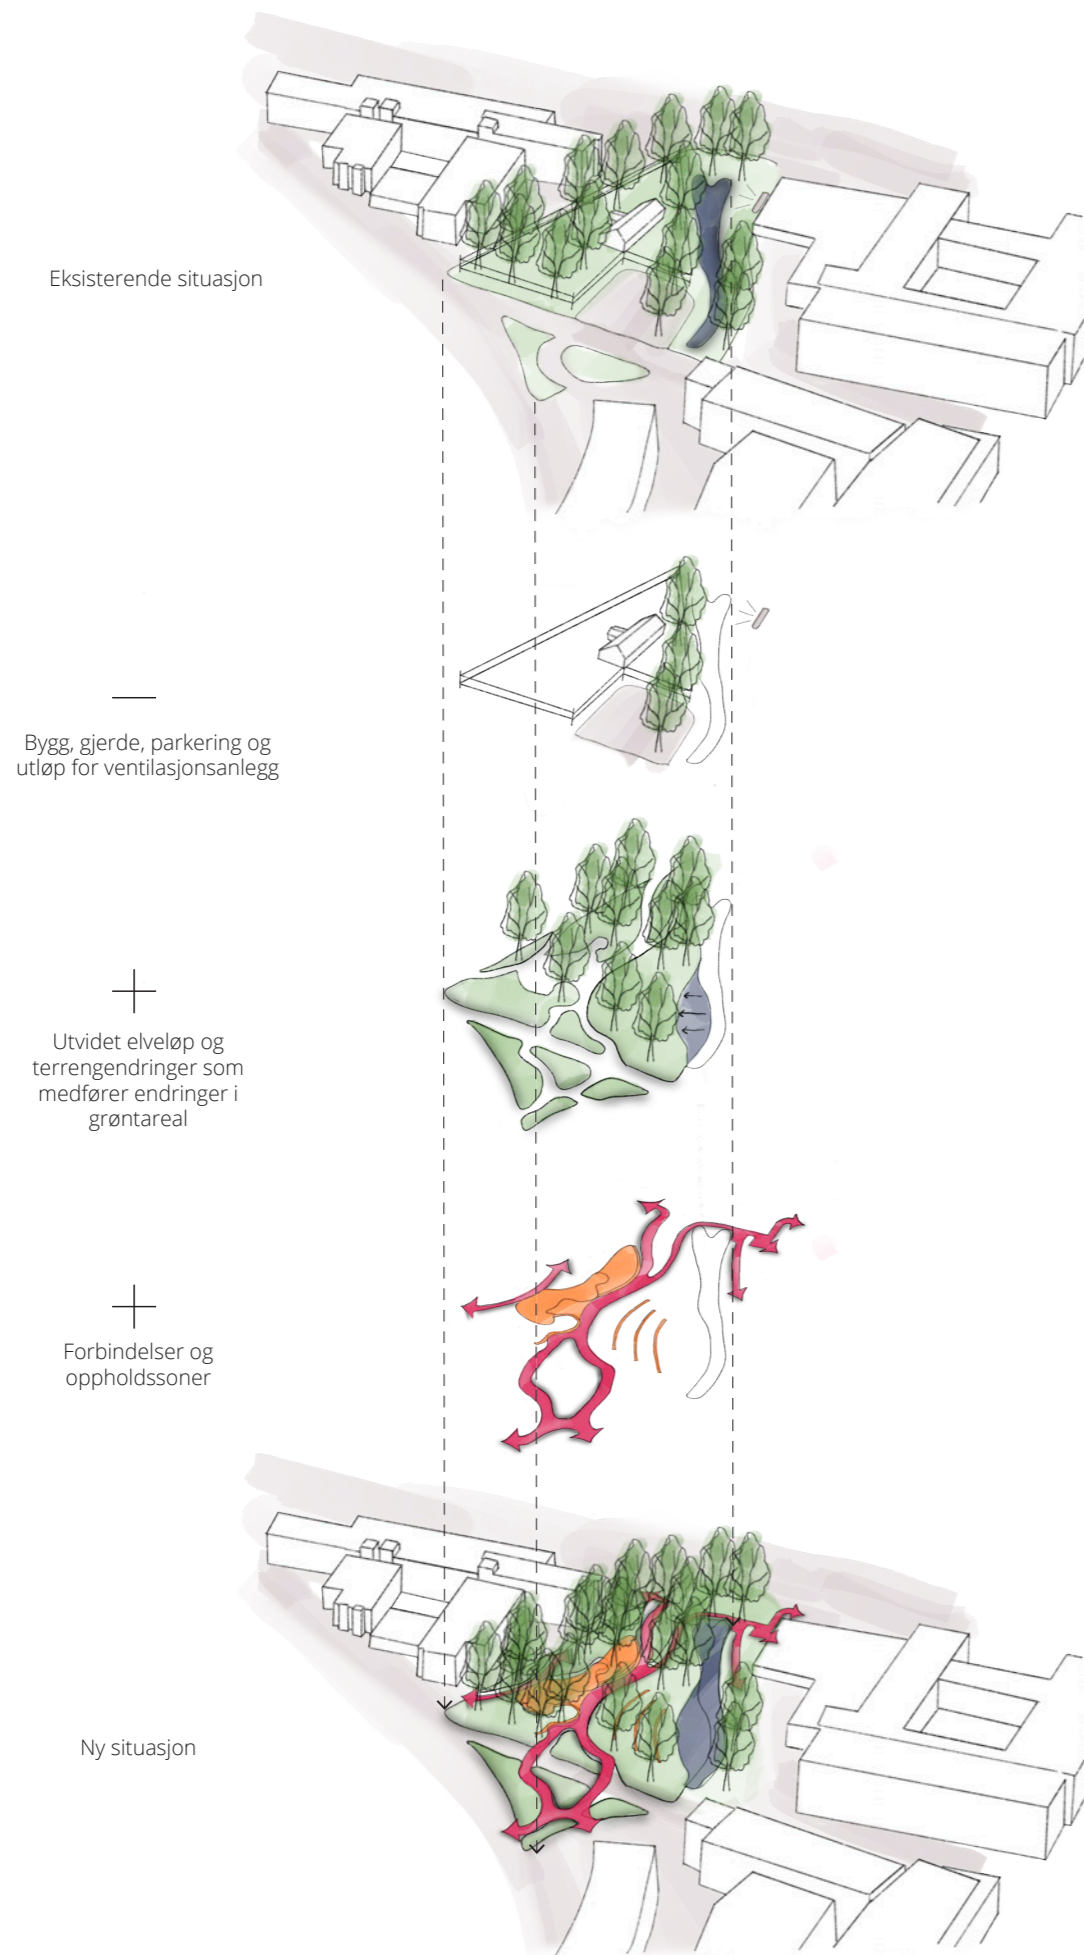 Eksisterende situasjon
Bygg, gjerde, parkering og
utløp for ventilasjonsanlegg
Utvidet elveløp og
terrengendringer som
medfører endringer i
grøntareal
Forbindelser og
oppholdssoner
Ny situasjon